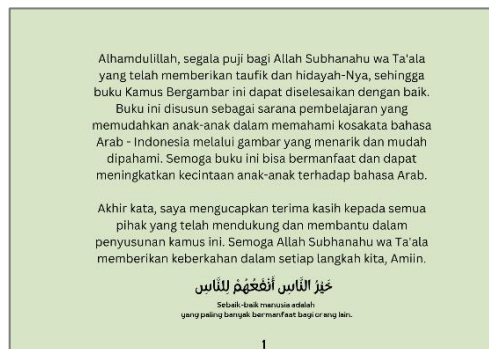 Alhamdulillah, segala puji bagi Allah Subhanahu wa Ta'ala
yang telah memberikan taufik dan hidayah-Nya, sehingga
buku Kamus Bergambar ini dapat diselesaikan dengan baik.
Buku ini disusun sebagai sarana pembelajaran yang
memudahkan anak-anak dalam memahami kosakata bahasa
Arab - Indonesia melalui gambar yang menarik dan mudah
dipahami. Semoga buku ini bisa bermanfaat dan dapat
meningkatkan kecintaan anak-anak terhadap bahasa Arab.
Akhir kata, saya mengucapkan terima kasih kepada semua
pihak yang telah mendukung dan membantu dalam
penyusunan kamus ini. Semoga Allah Subhanahu wa Ta'ala
memberikan keberkahan dalam setiap langkah kita, Amiin.
خَيْرُ النَّاسِ أَنْفَعُهُمْ لِلنَّاسِ
Sebaik-baik manusia adalah
yang paling banyak bermanfaat bagi orang lain.
1